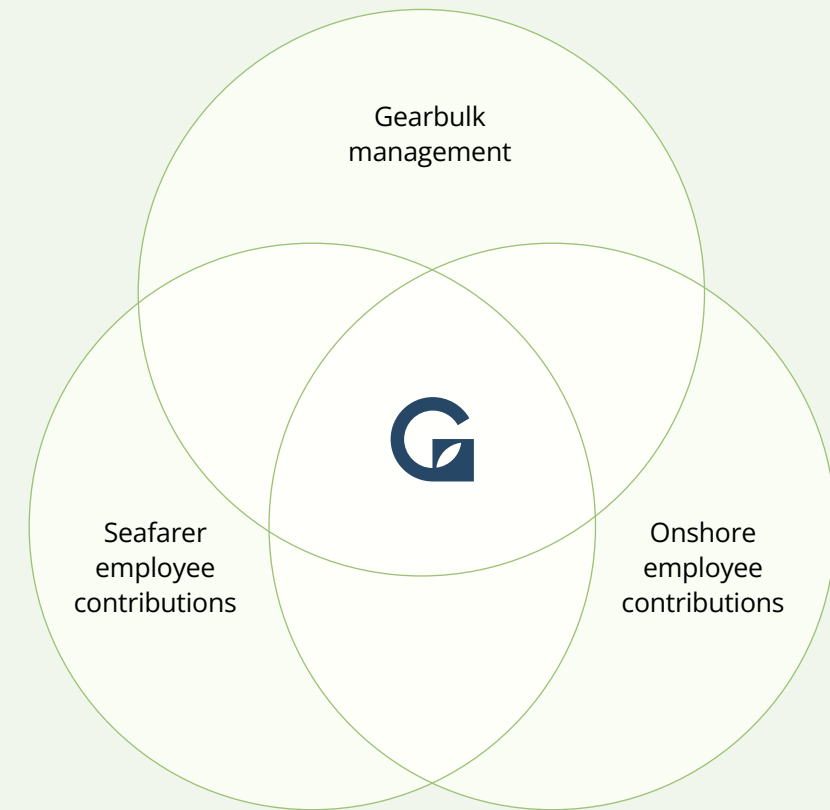 Gearbulk
management
Seafarer
employee
contributions
Onshore
employee
contributions